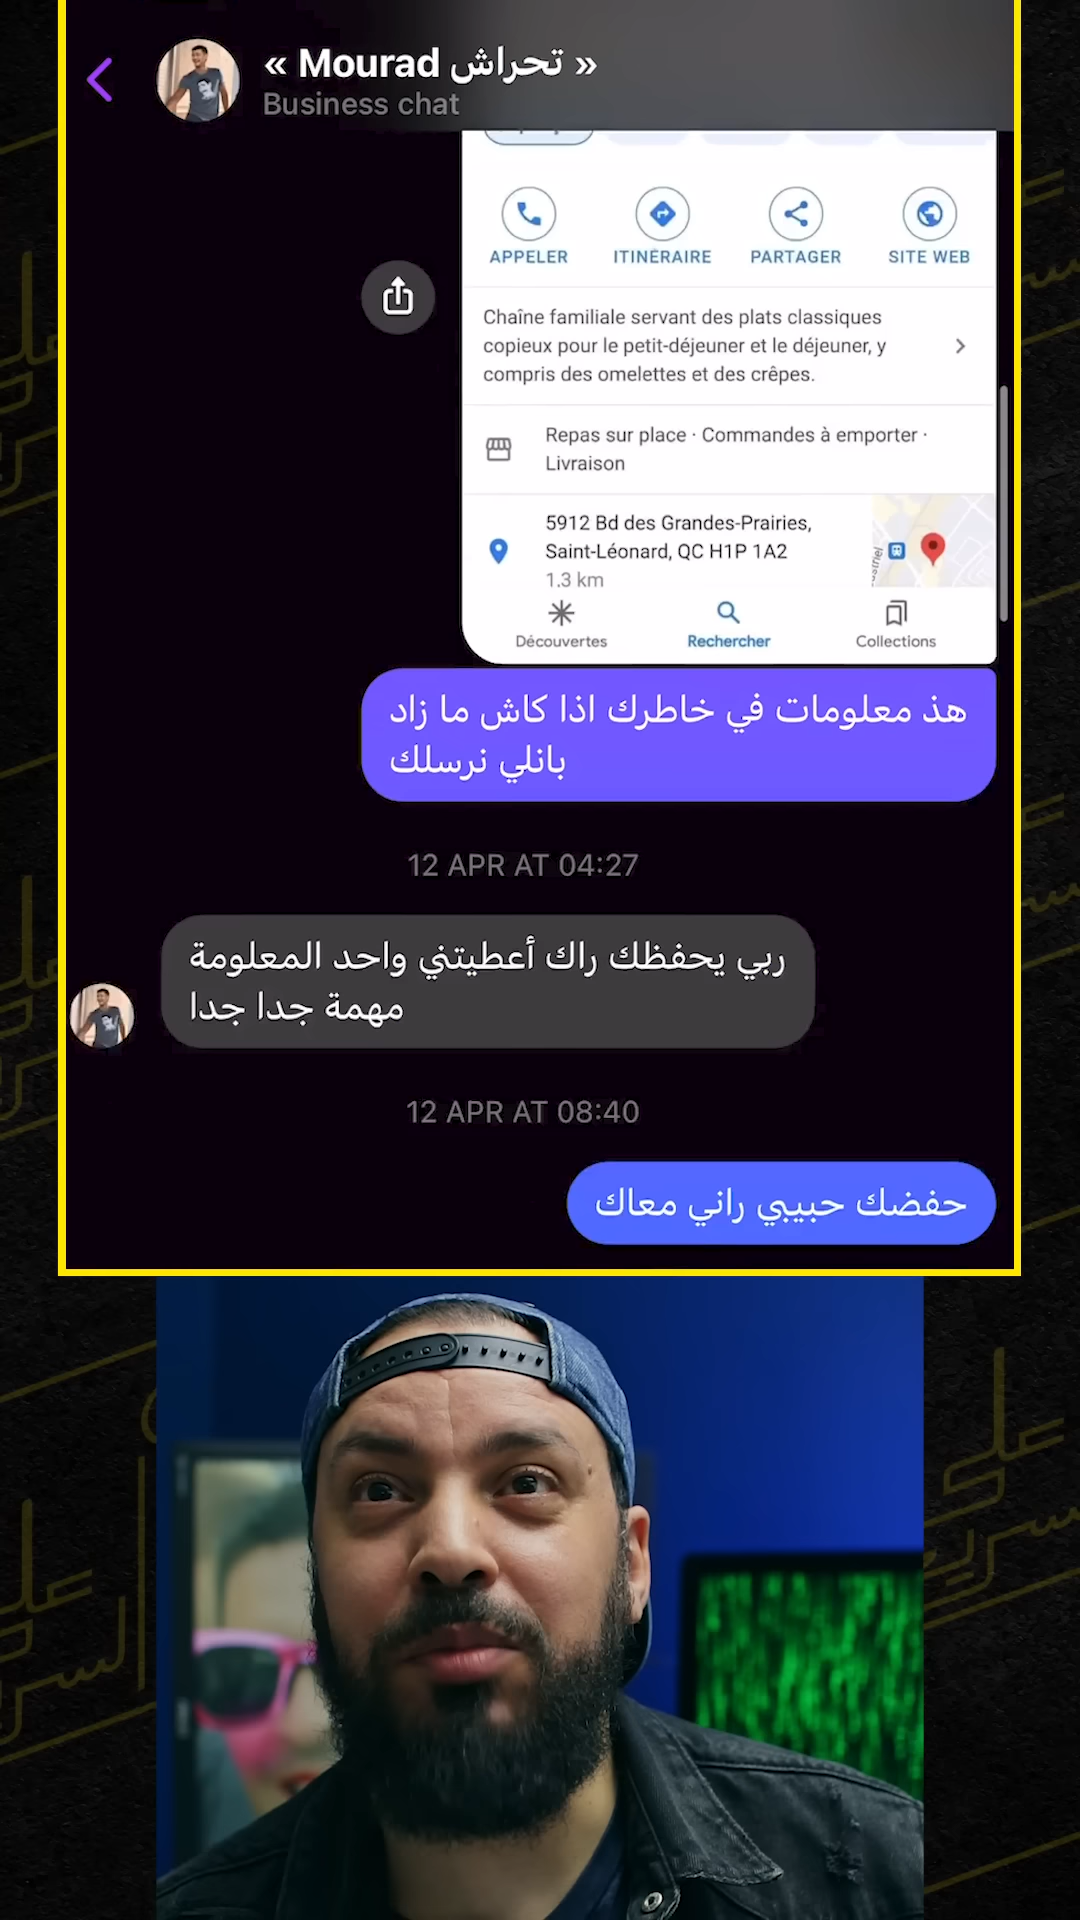 « Mourad تحراش »
Business chat
APPELER
ITINÉRAIRE
PARTAGER
SITE WEB
Chaîne familiale servant des plats classiques
copieux pour le petit-déjeuner et le déjeuner, y
compris des omelettes et des crêpes.
Repas sur place · Commandes à emporter ·
Livraison
5912 Bd des Grandes-Prairies,
Saint-Léonard, QC H1P 1A2
1.3 km
Découvertes
Rechercher
Collections
هذ معلومات في خاطرك اذا كاش ما زاد
بانلي نرسلك
12 APR AT 04:27
ربي يحفظك راك أعطيتني واحد المعلومة
مهمة جدا جدا
12 APR AT 08:40
حفضك حبيبي راني معاك